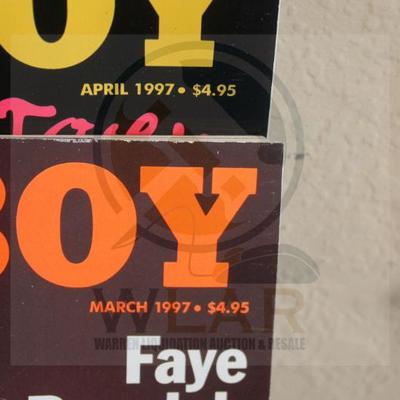 OY
APRIL 1997 • $4.95
BOY
MARCH 1997 • $4.95
WLAR
WARREN LIQUIDATION AUCTION & RESALE
Faye